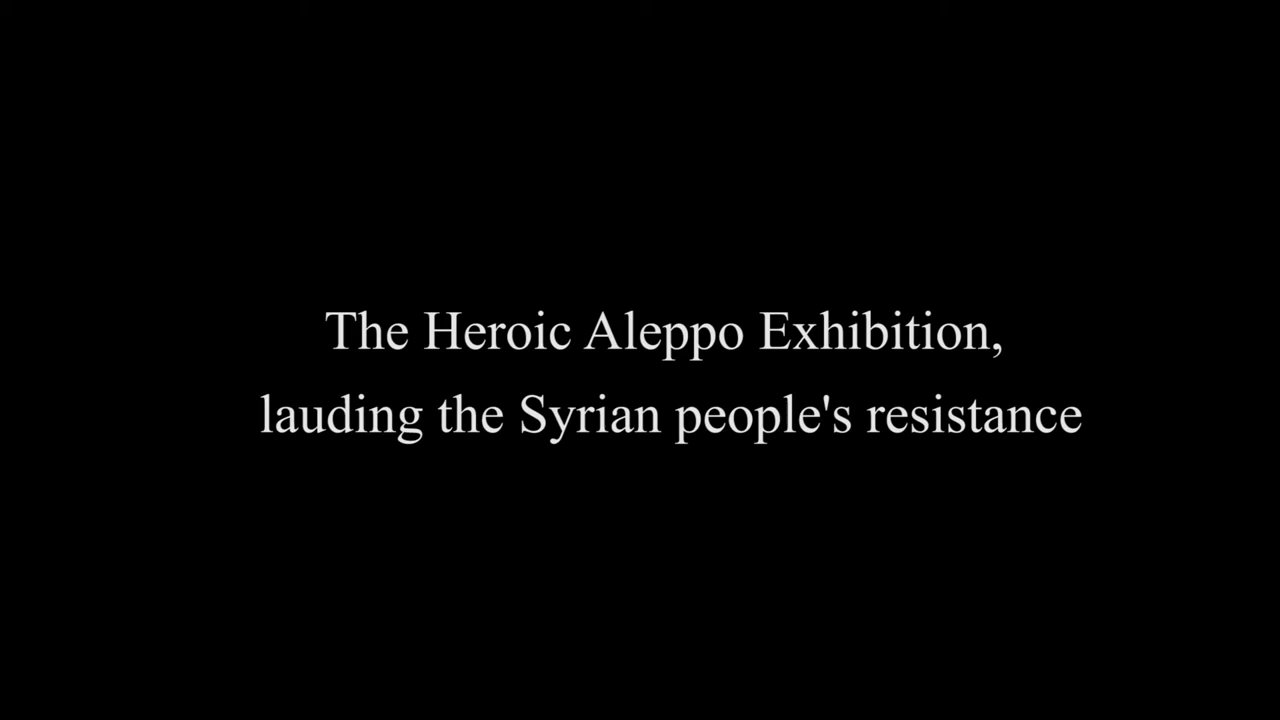 The Heroic Aleppo Exhibition,
lauding the Syrian people's resistance